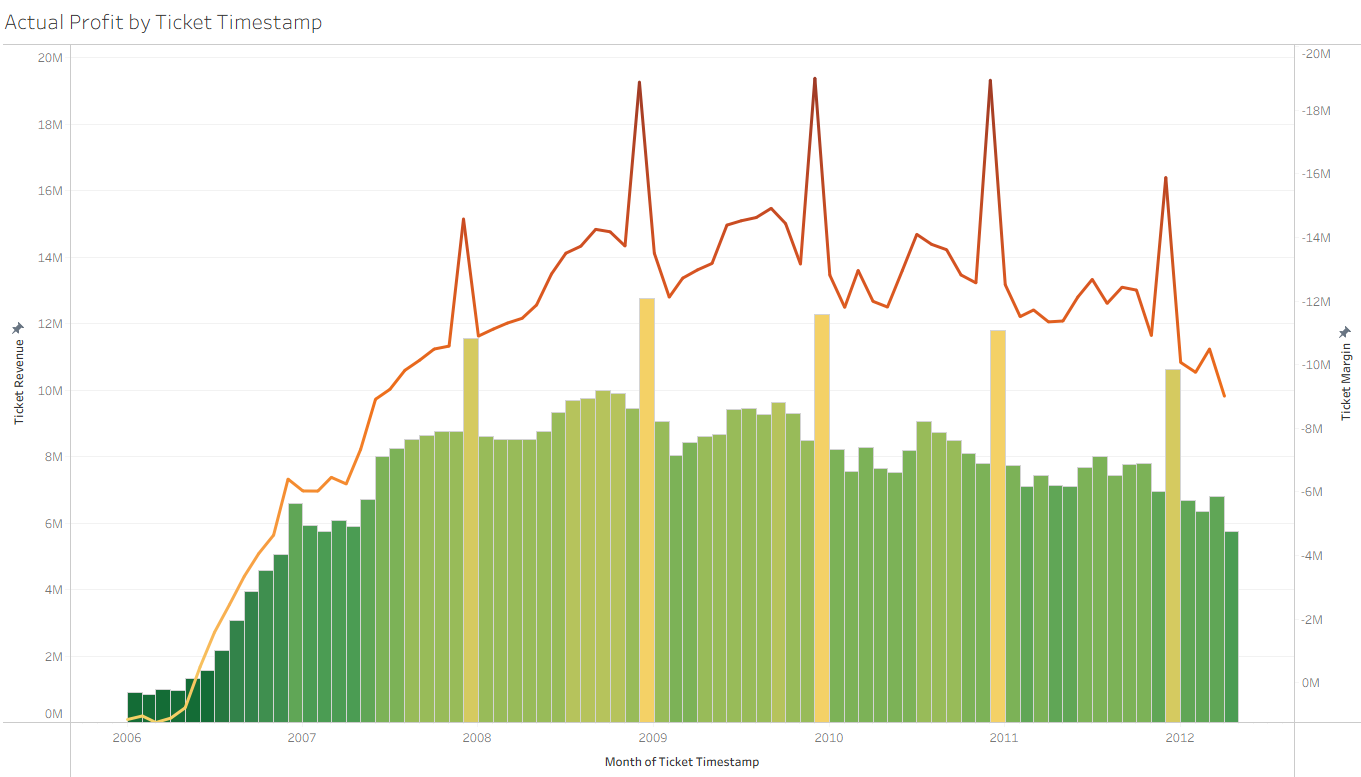 Actual Profit by Ticket Timestamp
20M
18M
16M
14M
12M
10M
8M
6M
4M
2M
0M
Ticket Revenue
-20M
-18M
-16M
-14M
-12M
-10M
-8M
-6M
-4M
-2M
0M
Ticket Margin
2006
2007
2008
2009
2010
2011
2012
Month of Ticket Timestamp